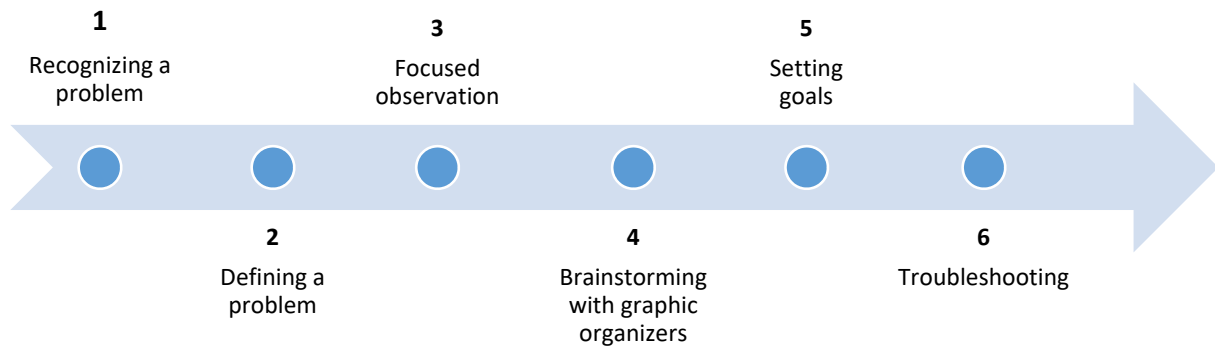 1
Recognizing a
problem
2
Defining a
problem
3
Focused
observation
4
Brainstorming
with graphic
organizers
5
Setting
goals
6
Troubleshooting